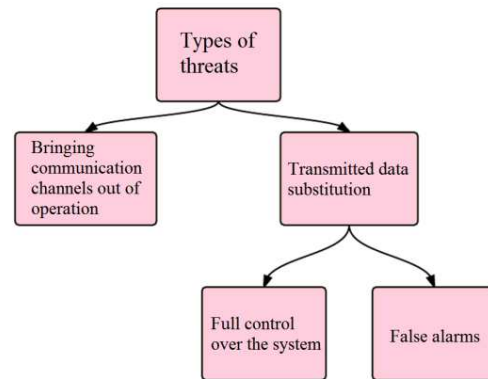 Types of
threats
Bringing
communication
channels out of
operation
Transmitted data
substitution
Full control
over the system
False alarms